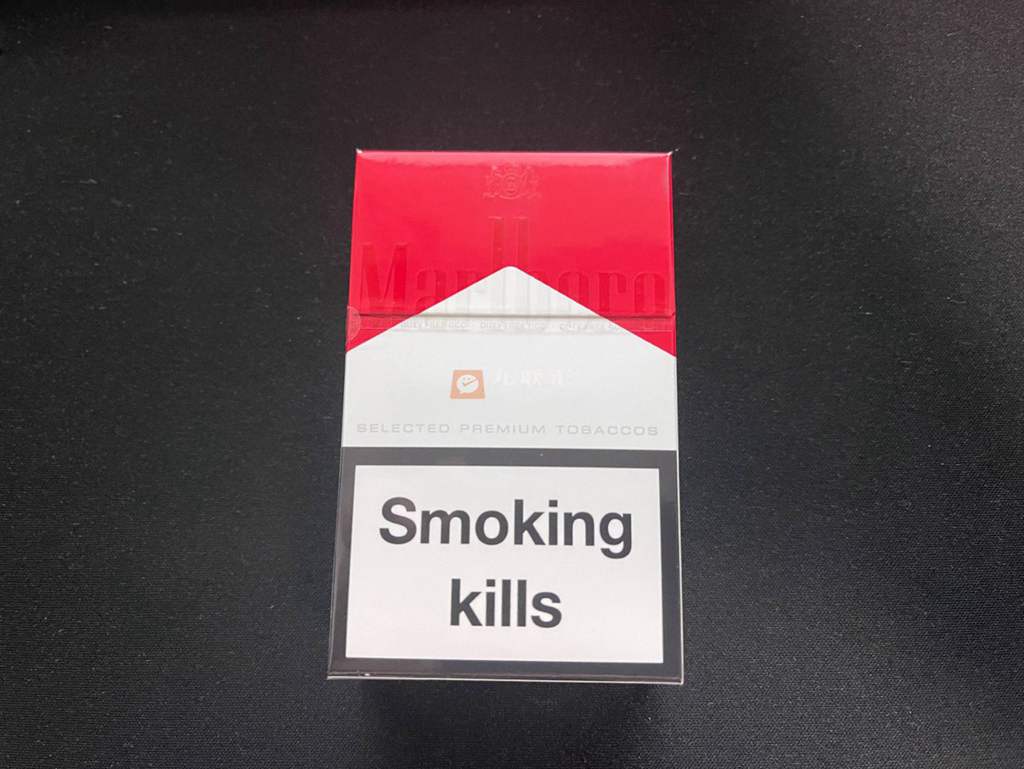 Marlboro
SELECTED PREMIUM TOBACCOS
Smoking
kills